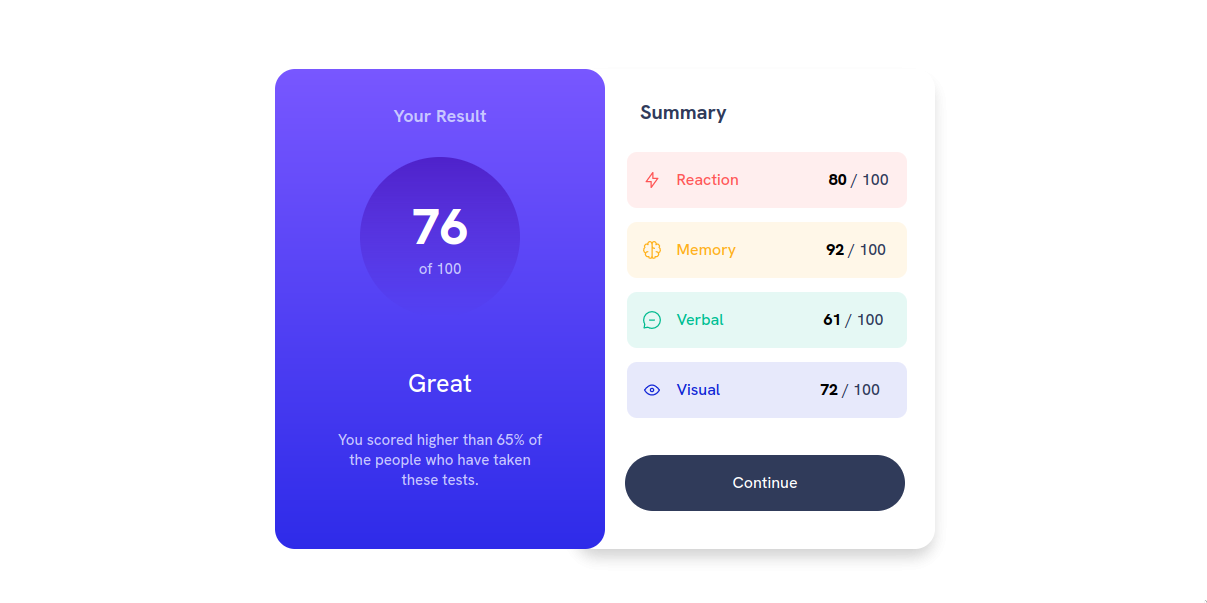 Your Result
76
of 100
Great
You scored higher than 65% of
the people who have taken
these tests.
Summary
Reaction 80 / 100
Memory 92 / 100
Verbal 61 / 100
Visual 72 / 100
Continue